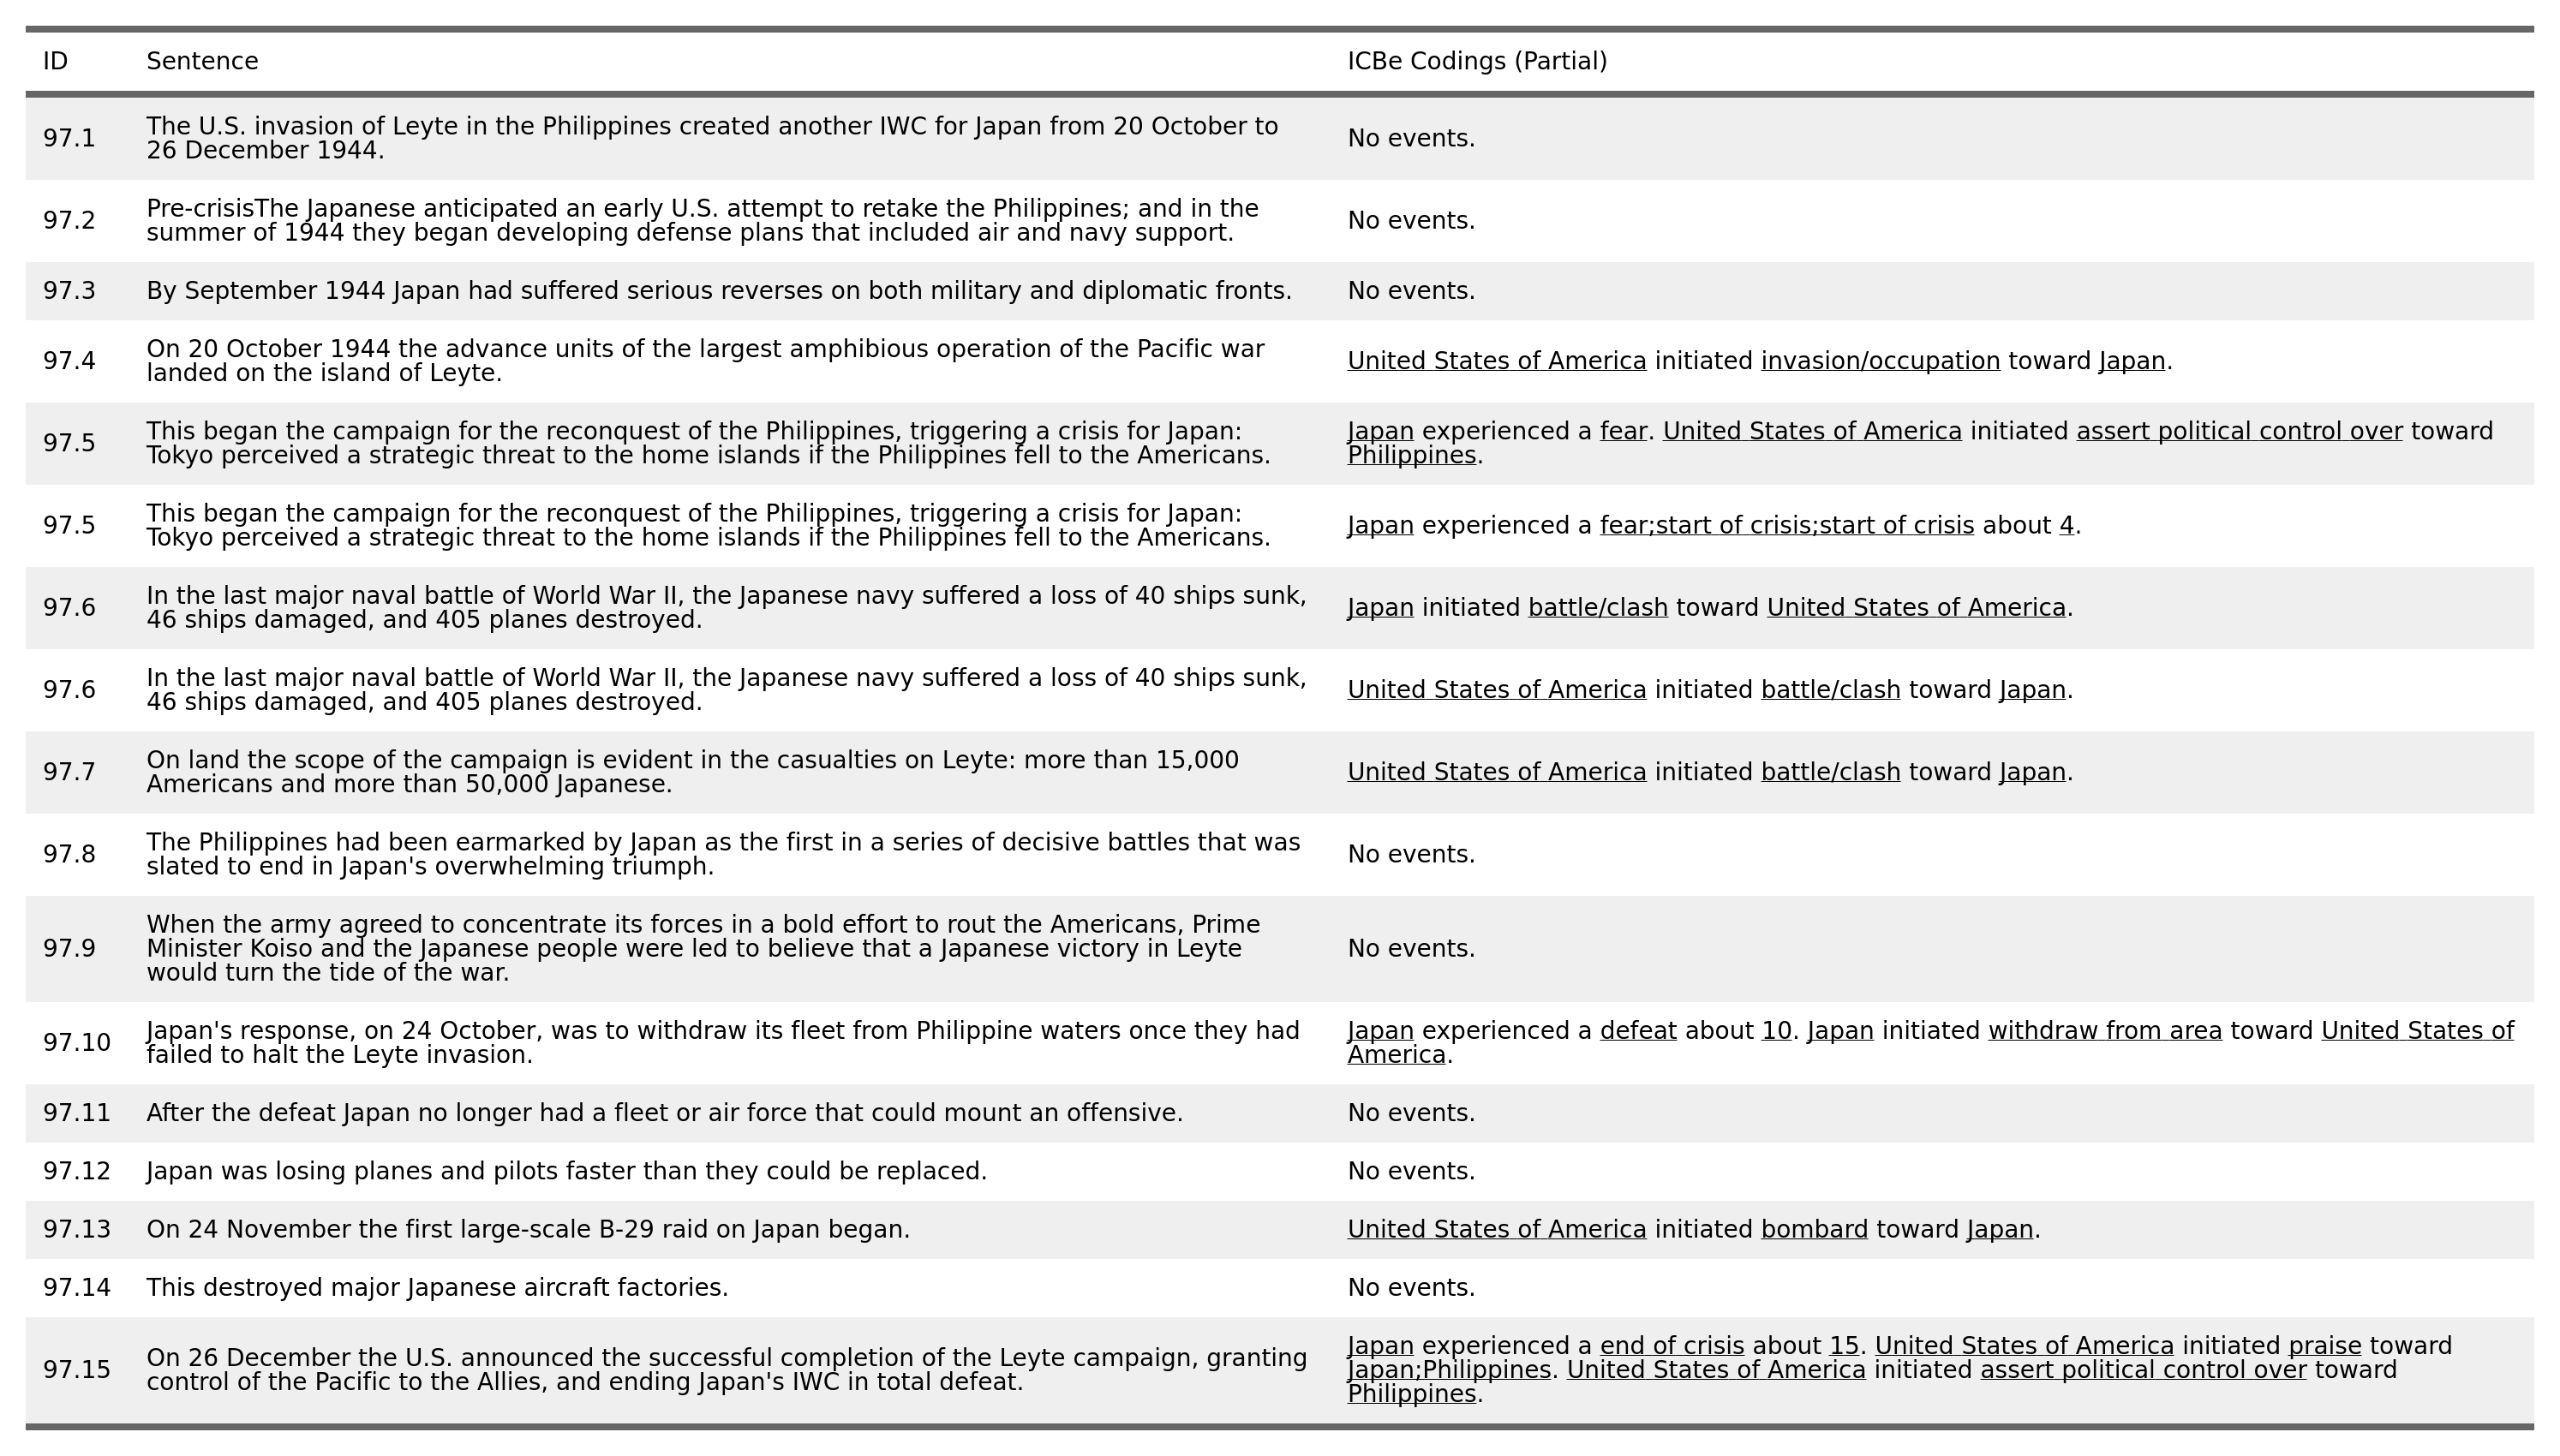 ID Sentence ICBe Codings (Partial)
97.1 The U.S. invasion of Leyte in the Philippines created another IWC for Japan from 20 October to
26 December 1944. No events.
97.2 Pre-crisisThe Japanese anticipated an early U.S. attempt to retake the Philippines; and in the
summer of 1944 they began developing defense plans that included air and navy support. No events.
97.3 By September 1944 Japan had suffered serious reverses on both military and diplomatic fronts. No events.
97.4 On 20 October 1944 the advance units of the largest amphibious operation of the Pacific war
landed on the island of Leyte. United States of America initiated invasion/occupation toward Japan.
97.5 This began the campaign for the reconquest of the Philippines, triggering a crisis for Japan:
Tokyo perceived a strategic threat to the home islands if the Philippines fell to the Americans.
Japan experienced a fear. United States of America initiated assert political control over toward
Philippines.
97.5 This began the campaign for the reconquest of the Philippines, triggering a crisis for Japan:
Tokyo perceived a strategic threat to the home islands if the Philippines fell to the Americans.
Japan experienced a fear;start of crisis;start of crisis about 4.
97.6 In the last major naval battle of World War II, the Japanese navy suffered a loss of 40 ships sunk,
46 ships damaged, and 405 planes destroyed.
Japan initiated battle/clash toward United States of America.
97.6 In the last major naval battle of World War II, the Japanese navy suffered a loss of 40 ships sunk,
46 ships damaged, and 405 planes destroyed.
United States of America initiated battle/clash toward Japan.
97.7 On land the scope of the campaign is evident in the casualties on Leyte: more than 15,000
Americans and more than 50,000 Japanese.
United States of America initiated battle/clash toward Japan.
97.8 The Philippines had been earmarked by Japan as the first in a series of decisive battles that was
slated to end in Japan's overwhelming triumph.
No events.
97.9 When the army agreed to concentrate its forces in a bold effort to rout the Americans, Prime
Minister Koiso and the Japanese people were led to believe that a Japanese victory in Leyte
would turn the tide of the war.
No events.
97.10 Japan's response, on 24 October, was to withdraw its fleet from Philippine waters once they had
failed to halt the Leyte invasion.
Japan experienced a defeat about 10. Japan initiated withdraw from area toward United States of
America.
97.11 After the defeat Japan no longer had a fleet or air force that could mount an offensive. No events.
97.12 Japan was losing planes and pilots faster than they could be replaced. No events.
97.13 On 24 November the first large-scale B-29 raid on Japan began. United States of America initiated bombard toward Japan.
97.14 This destroyed major Japanese aircraft factories. No events.
97.15 On 26 December the U.S. announced the successful completion of the Leyte campaign, granting
control of the Pacific to the Allies, and ending Japan's IWC in total defeat.
Japan experienced a end of crisis about 15. United States of America initiated praise toward
Japan;Philippines. United States of America initiated assert political control over toward
Philippines.